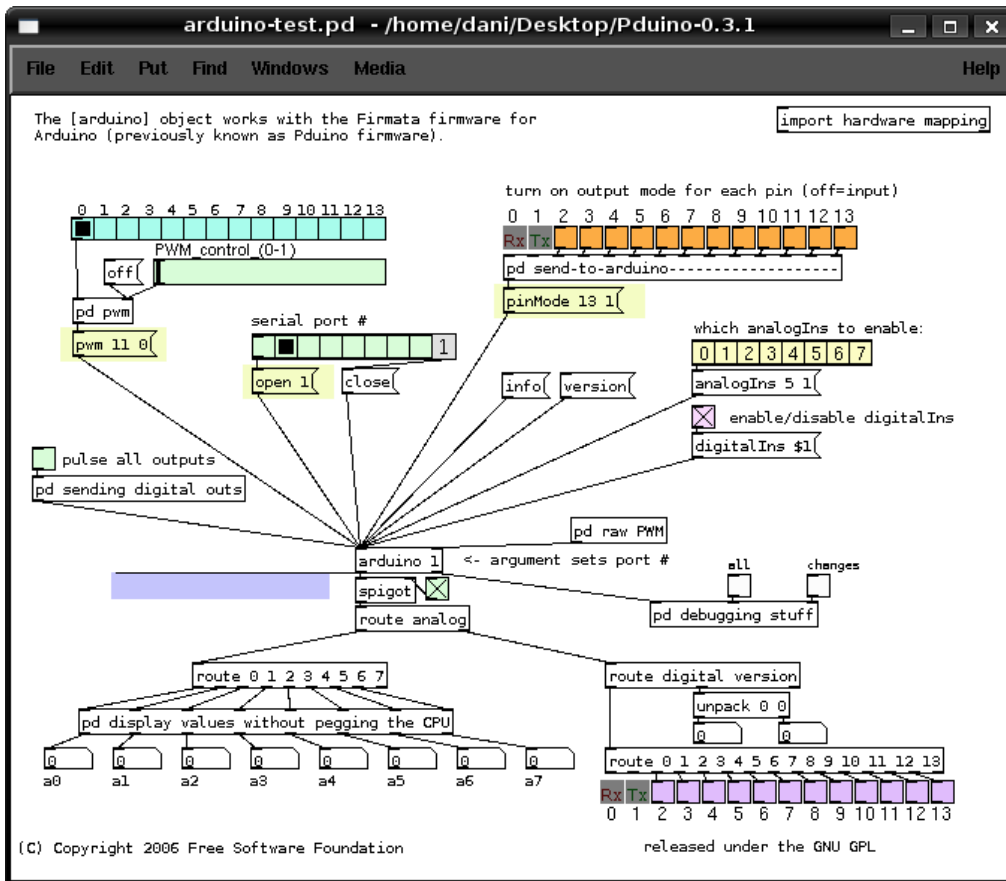 arduino-test.pd - /home/dani/Desktop/Pduino-0.3.1
File Edit Put Find Windows Media Help
The [arduino] object works with the Firmata firmware for
Arduino (previously known as Pduino firmware).
import hardware mapping
turn on output mode for each pin (off=input)
0 1 2 3 4 5 6 7 8 9 10 11 12 13
0 1 2 3 4 5 6 7 8 9 10 11 12 13
Rx Tx
PWM_control_(0-1)
off
pd send-to-arduino------------------
pd pwm
pinMode 13 1
serial port #
which analogIns to enable:
pwm 11 0
1
0 1 2 3 4 5 6 7
open 1
close
info
version
analogIns 5 1
enable/disable digitalIns
digitalIns $1
pulse all outputs
pd sending digital outs
pd raw PWM
arduino 1
<- argument sets port #
all
changes
spigot
pd debugging stuff
route analog
route 0 1 2 3 4 5 6 7
route digital version
unpack 0 0
pd display values without pegging the CPU
0 0
0 0 0 0 0 0 0 0
route 0 1 2 3 4 5 6 7 8 9 10 11 12 13
a0 a1 a2 a3 a4 a5 a6 a7
Rx Tx
0 1 2 3 4 5 6 7 8 9 10 11 12 13
(C) Copyright 2006 Free Software Foundation
released under the GNU GPL